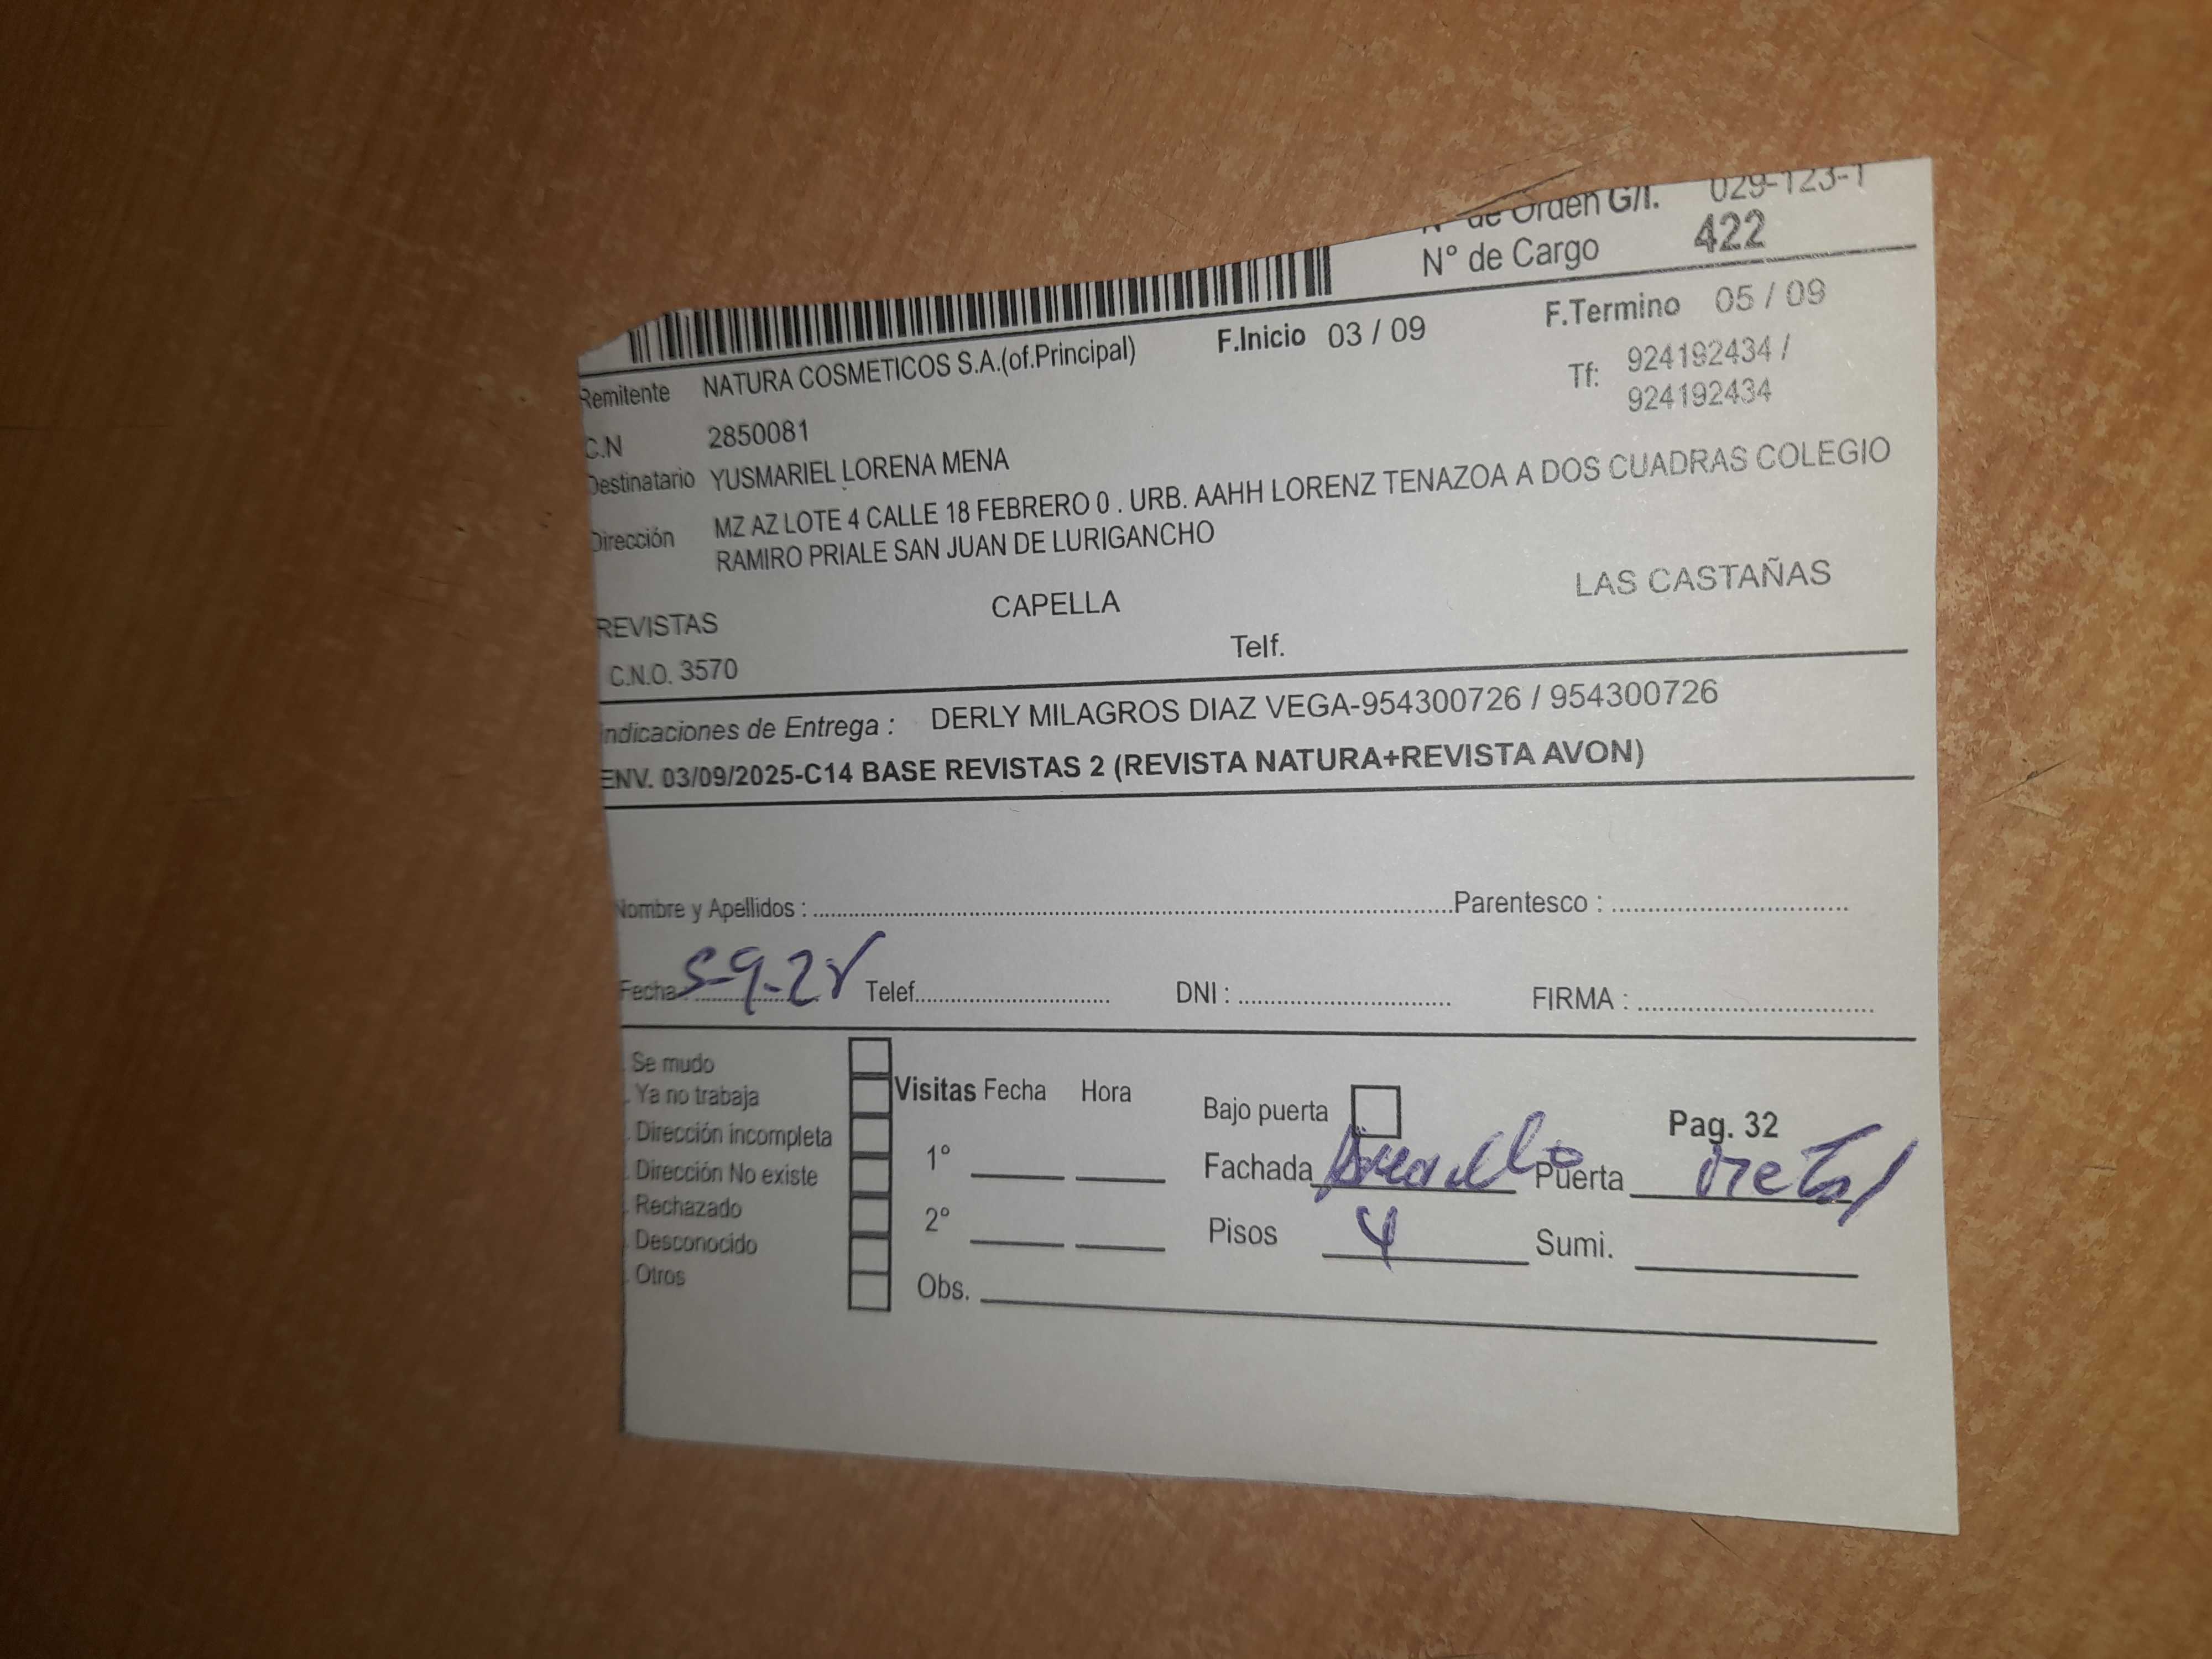 de Orden G/I. 029-123-1
N° de Cargo 422
Remitente NATURA COSMETICOS S.A.(of.Principal) F.Inicio 03 / 09 F.Termino 05 / 09
C.N 2850081 Tf: 924192434 / 924192434
Destinatario YUSMARIEL LORENA MENA
Dirección MZ AZ LOTE 4 CALLE 18 FEBRERO 0 . URB. AAHH LORENZ TENAZOA A DOS CUADRAS COLEGIO
RAMIRO PRIALE SAN JUAN DE LURIGANCHO
REVISTAS CAPELLA LAS CASTAÑAS
C.N.O. 3570 Telf.
Indicaciones de Entrega : DERLY MILAGROS DIAZ VEGA-954300726 / 954300726
ENV. 03/09/2025-C14 BASE REVISTAS 2 (REVISTA NATURA+REVISTA AVON)
Nombre y Apellidos : Parentesco :
Fecha : 5-9-25 Telef. DNI : FIRMA :
. Se mudo
. Ya no trabaja Visitas Fecha Hora Bajo puerta Pag. 32
. Dirección incompleta
. Dirección No existe 1° Fachada Puerta Metal
. Rechazado
. Desconocido 2° Pisos 4 Sumi.
. Otros Obs.